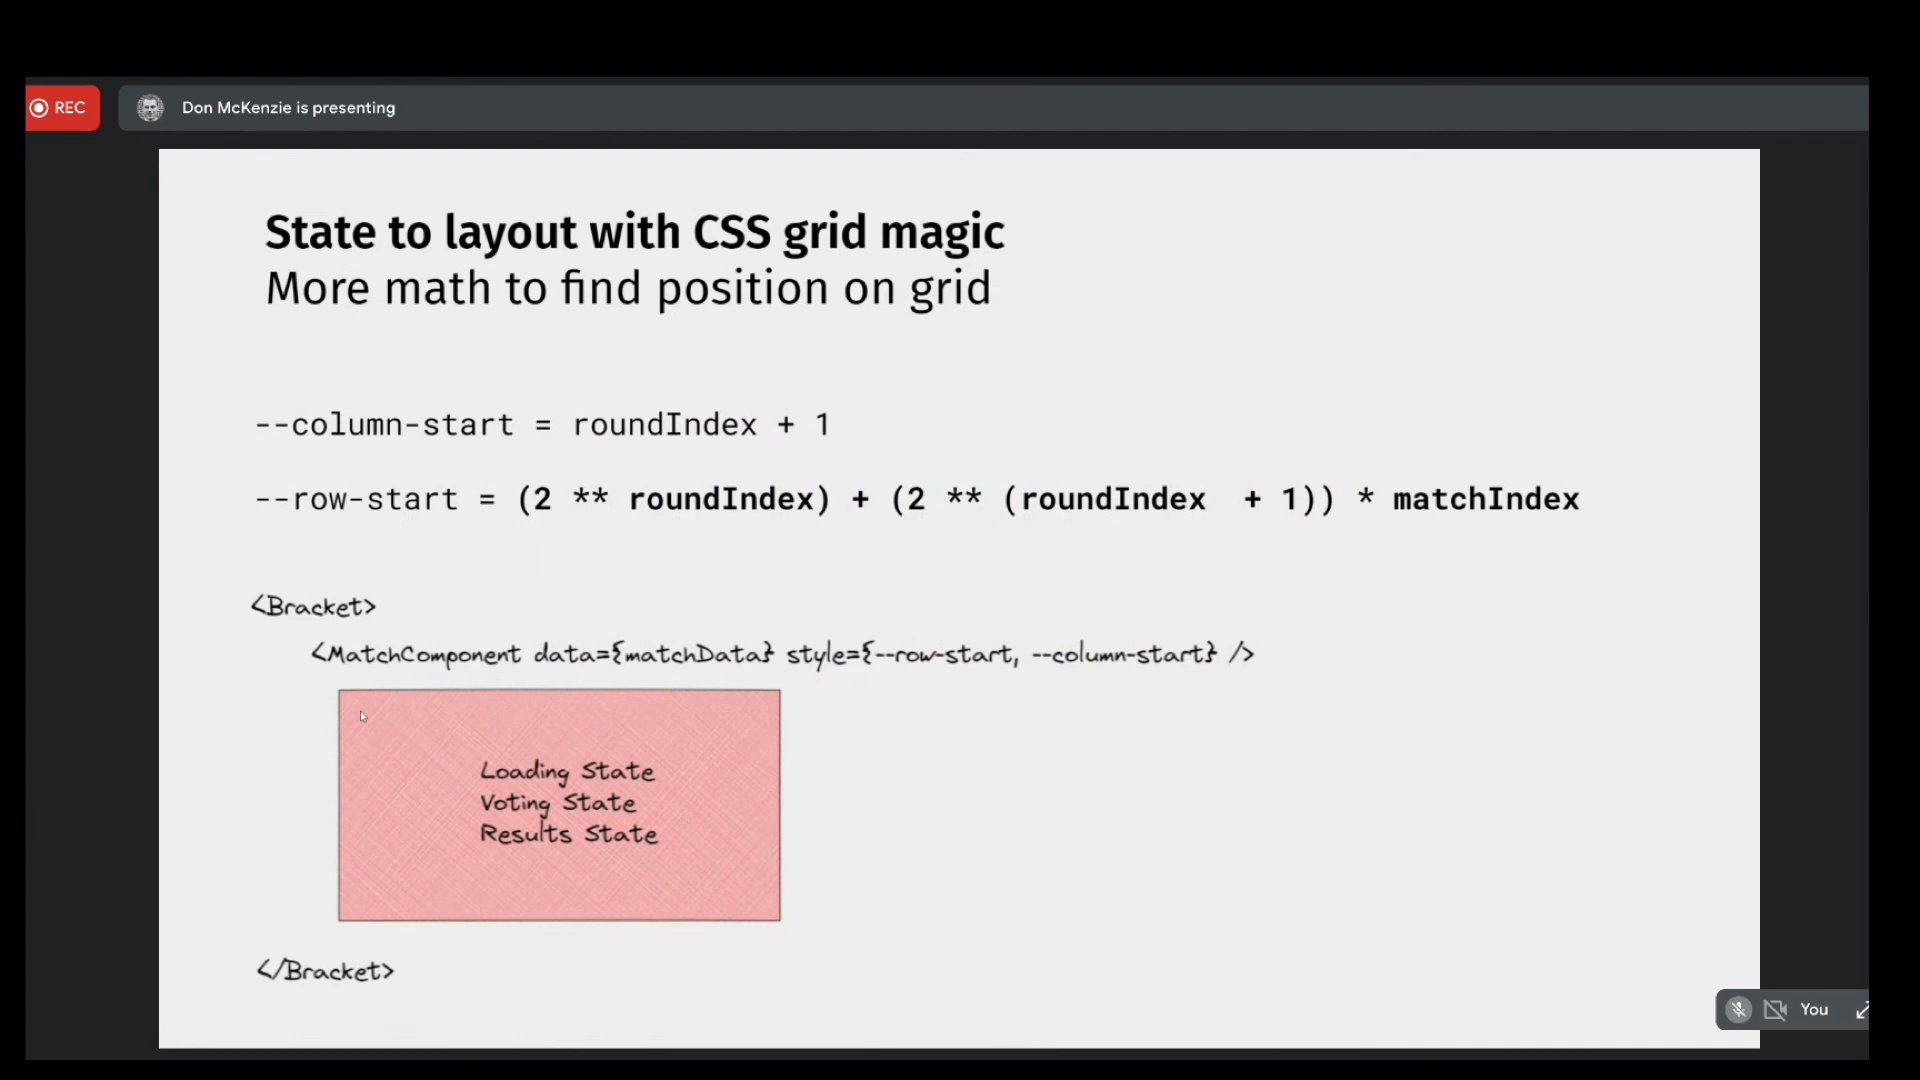 REC
Don McKenzie is presenting
State to layout with CSS grid magic
More math to find position on grid
--column-start = roundIndex + 1
--row-start = (2 ** roundIndex) + (2 ** (roundIndex + 1)) * matchIndex
<Bracket>
<MatchComponent data={matchData} style={--row-start, --column-start} />
Loading State
Voting State
Results State
</Bracket>
You